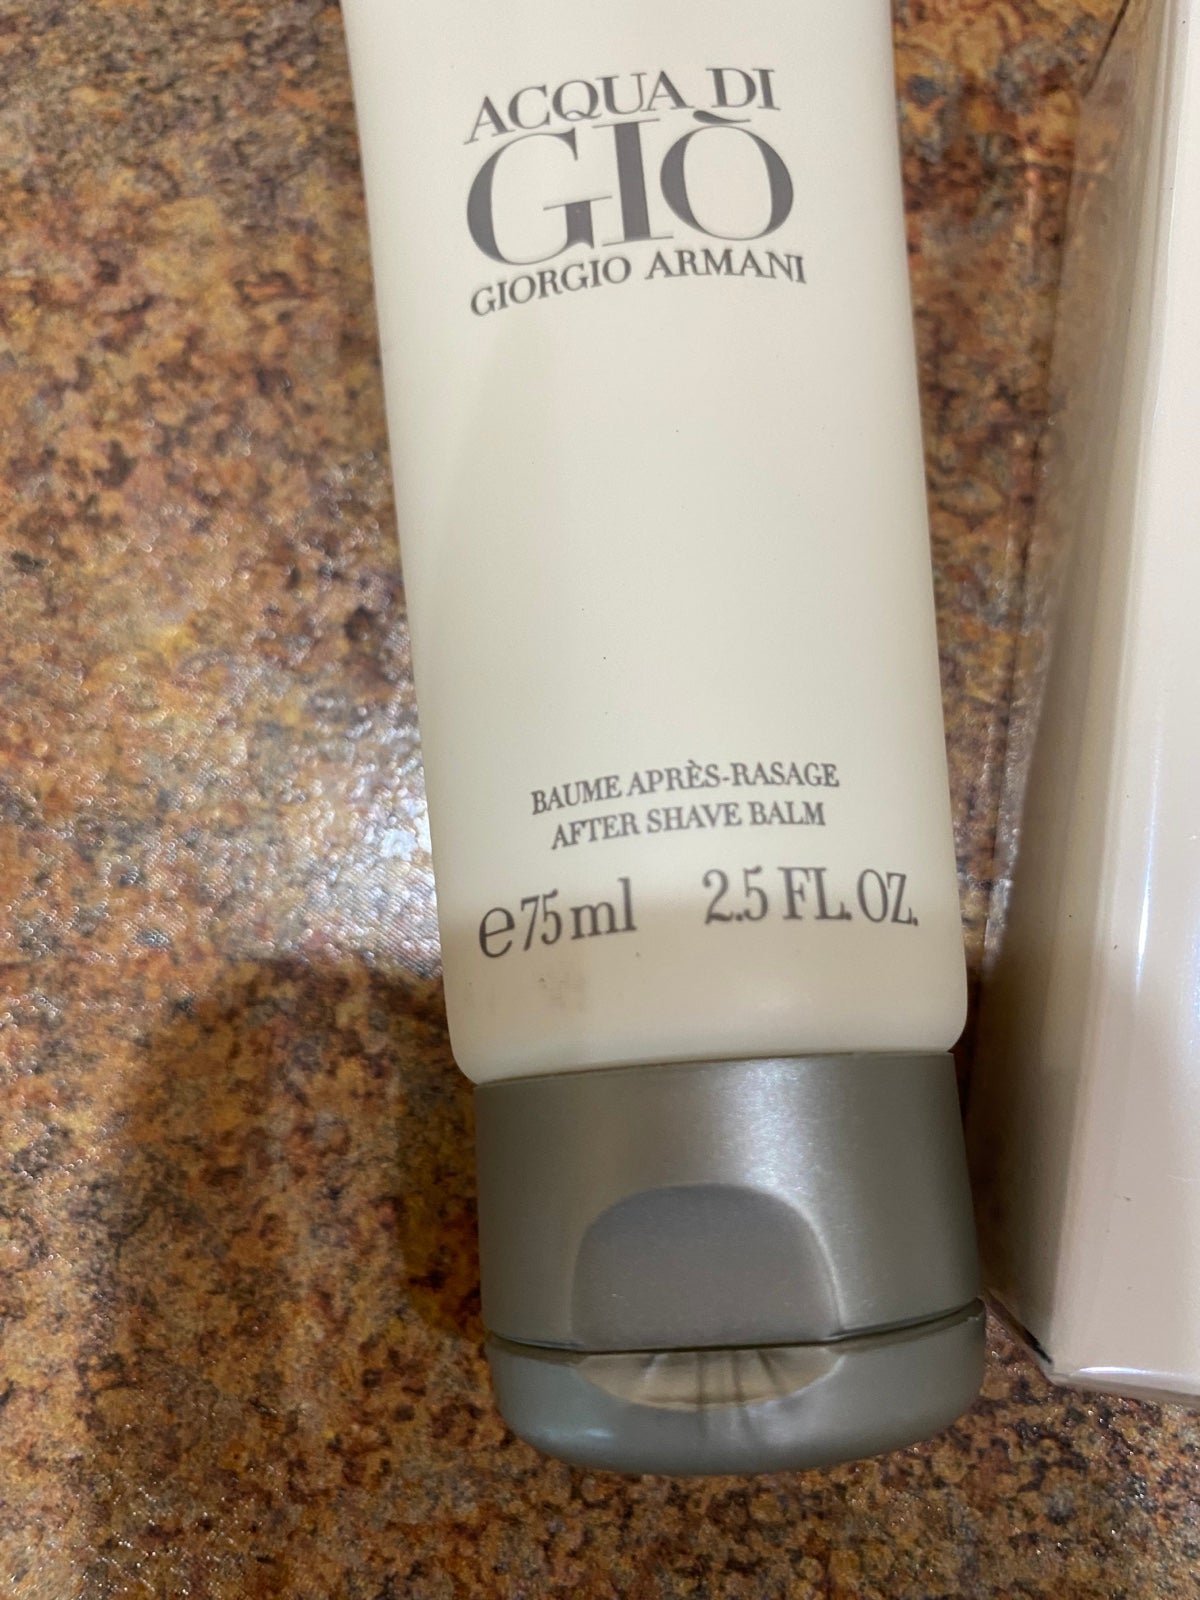 ACQUA DI
GIÒ
GIORGIO ARMANI
BAUME APRÈS-RASAGE
AFTER SHAVE BALM
℮75ml 2.5 FL.OZ.